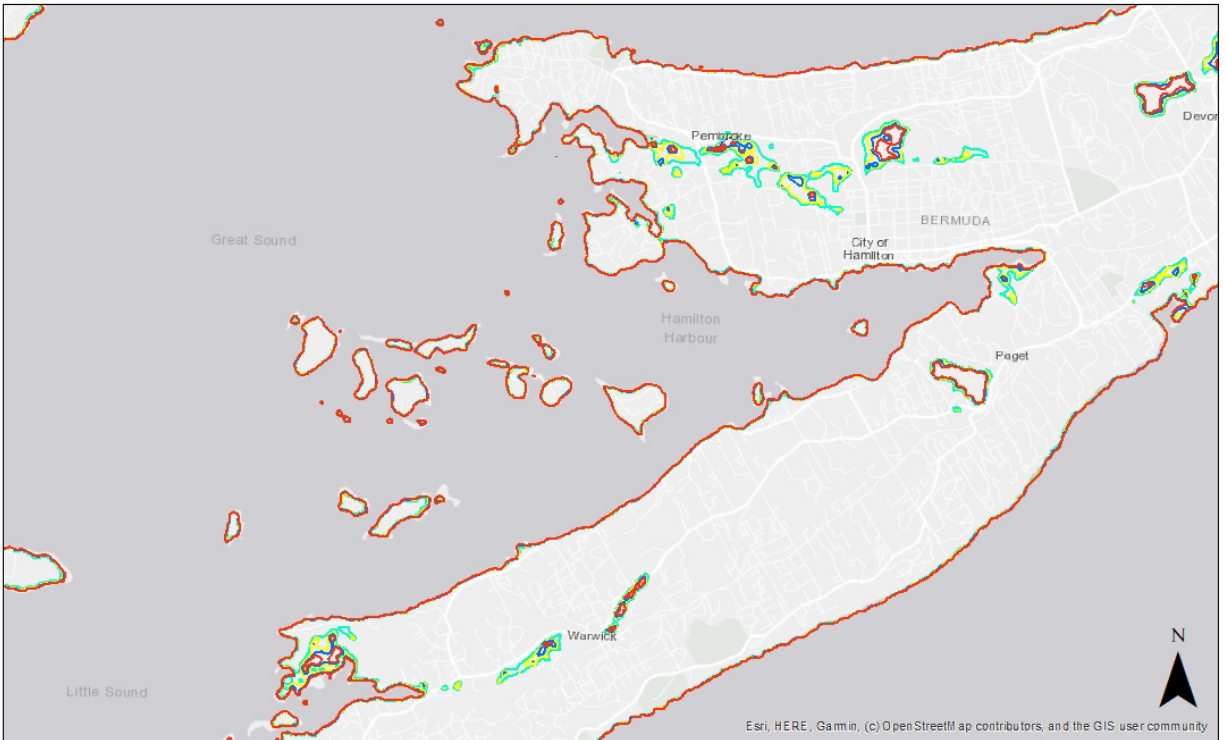 Pembroke
Devon
BERMUDA
Great Sound
City of
Hamilton
Hamilton
Harbour
Paget
Warwick
N
Little Sound
Esri, HERE, Garmin, (c) OpenStreetMap contributors, and the GIS user community